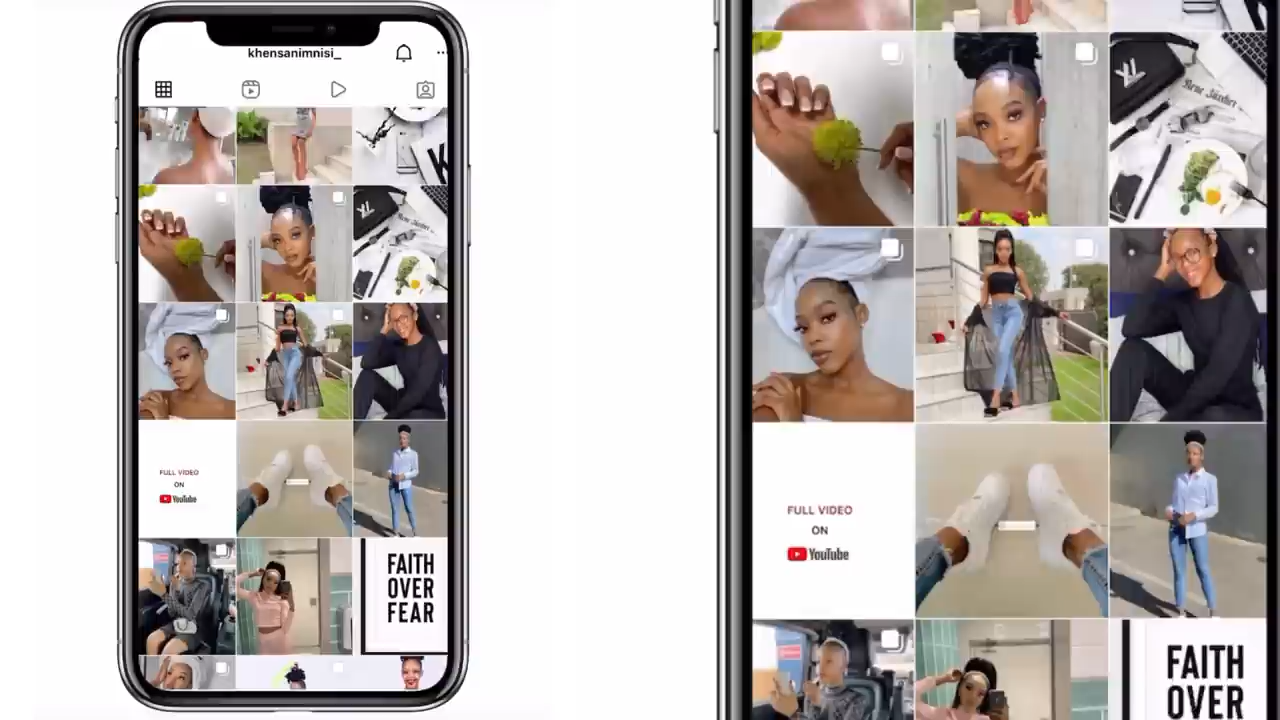 khensanimnisi_
FULL VIDEO
ON
YouTube
FAITH
OVER
FEAR
FULL VIDEO
ON
YouTube
FAITH
OVER